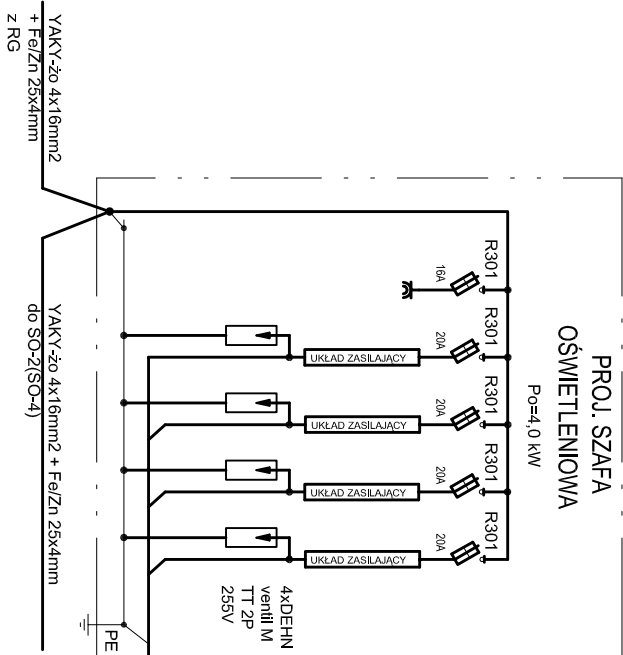 PROJ. SZAFA
OŚWIETLENIOWA
Po=4,0 kW
R301
R301
R301
R301
R301
16A
20A
20A
20A
20A
UKŁAD ZASILAJĄCY
UKŁAD ZASILAJĄCY
UKŁAD ZASILAJĄCY
UKŁAD ZASILAJĄCY
4xDEHN
ventil M
TT 2P
255V
PE
YAKY-żo 4x16mm2
+ Fe/Zn 25x4mm
z RG
YAKY-żo 4x16mm2 + Fe/Zn 25x4mm
do SO-2(SO-4)